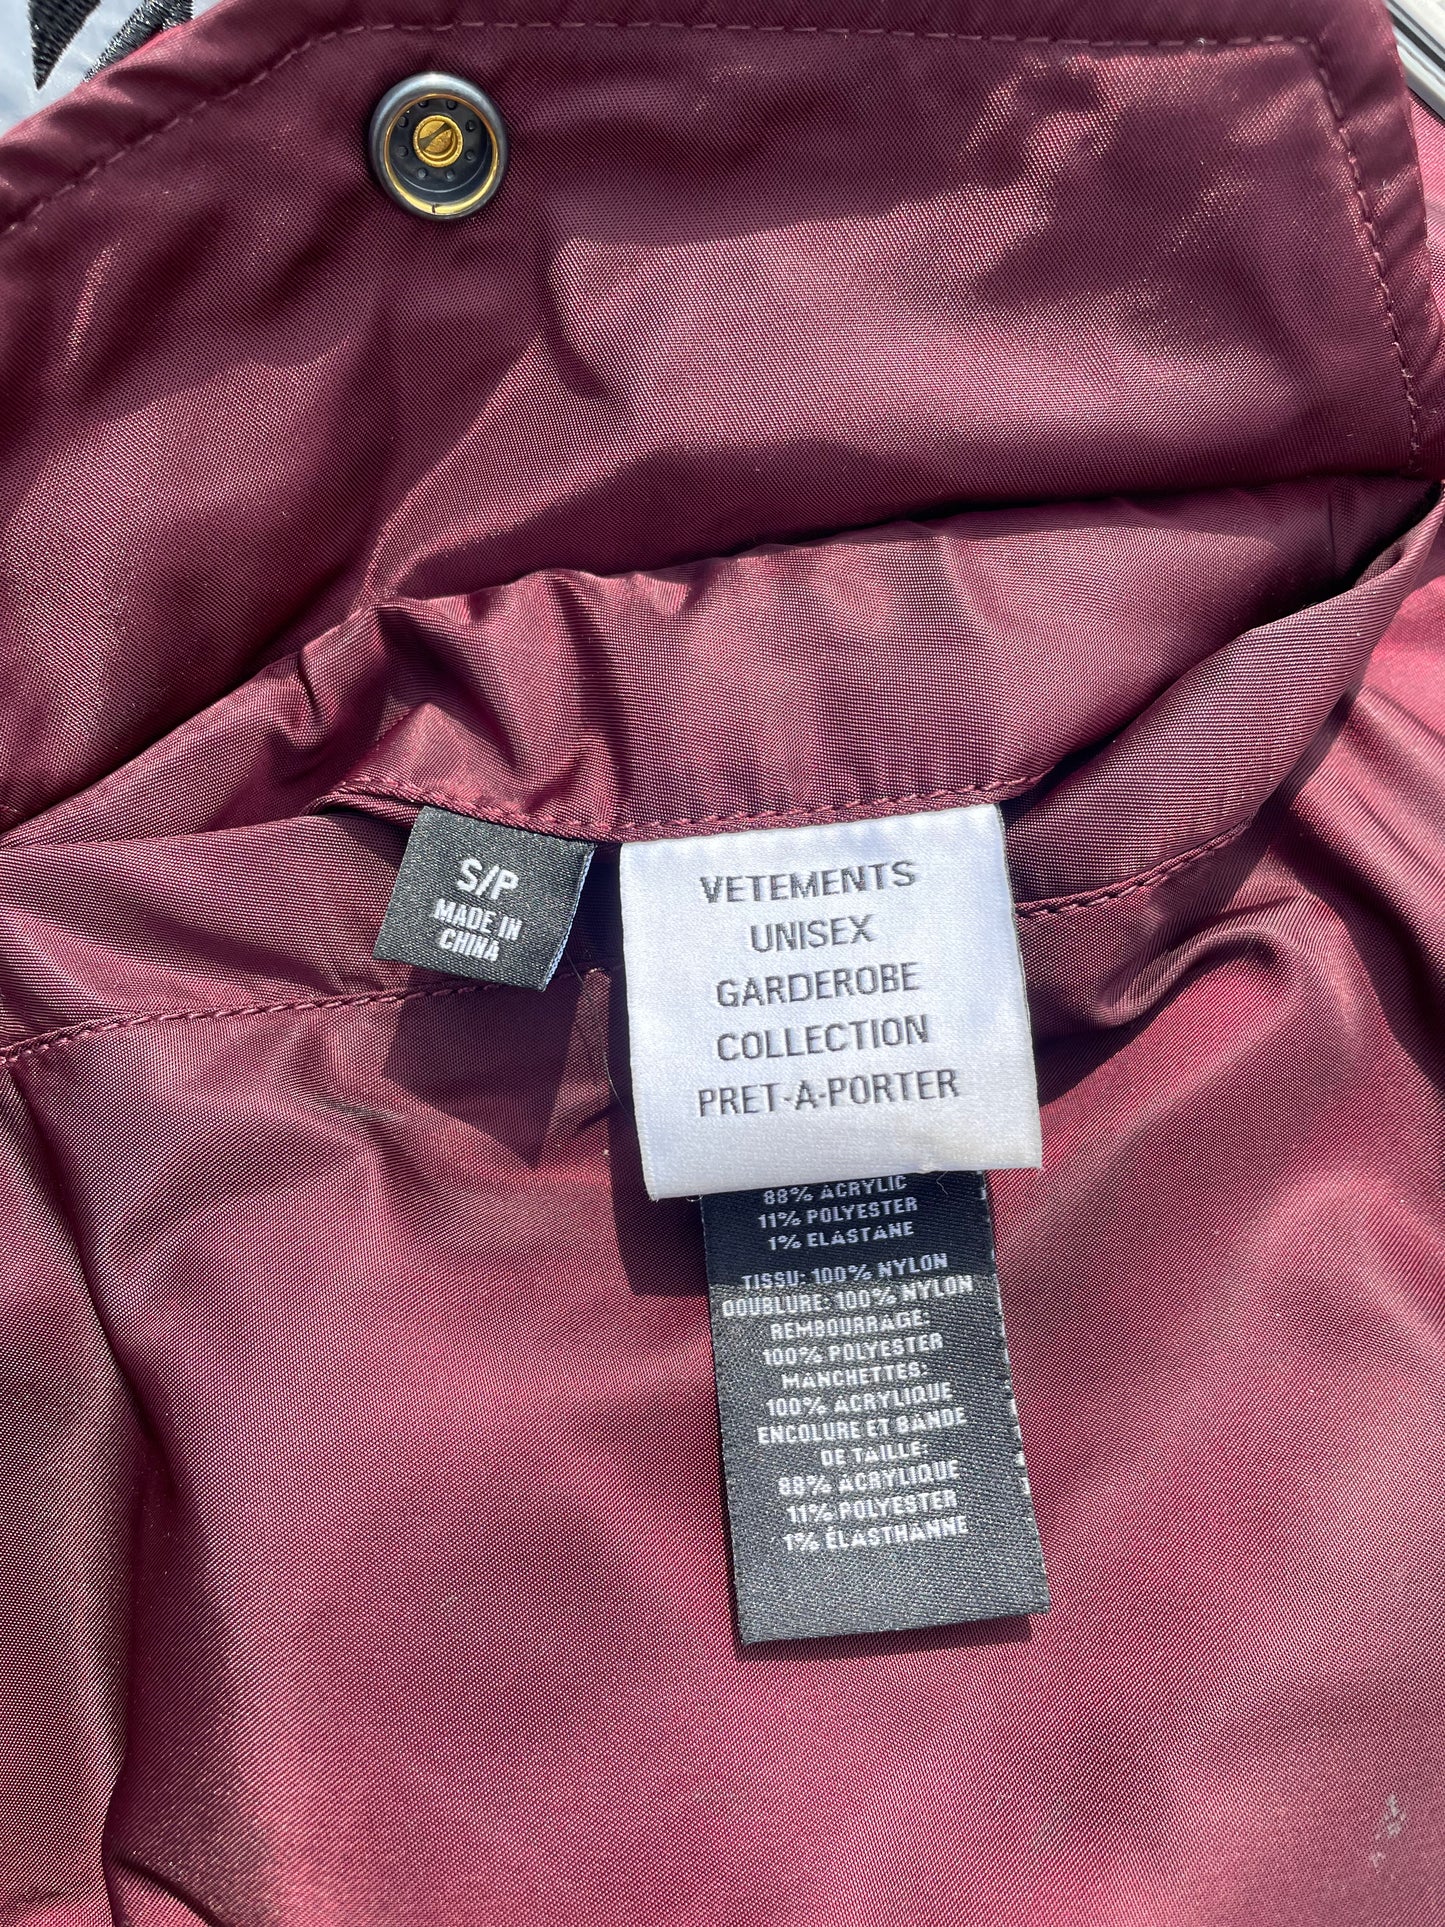 S/P
MADE IN
CHINA
VETEMENTS
UNISEX
GARDEROBE
COLLECTION
PRET-A-PORTER
88% ACRYLIC
11% POLYESTER
1% ELASTANE
TISSU: 100% NYLON
DOUBLURE: 100% NYLON
REMBOURRAGE:
100% POLYESTER
MANCHETTES:
100% ACRYLIQUE
ENCOLURE ET BANDE
DE TAILLE:
88% ACRYLIQUE
11% POLYESTER
1% ÉLASTHANNE